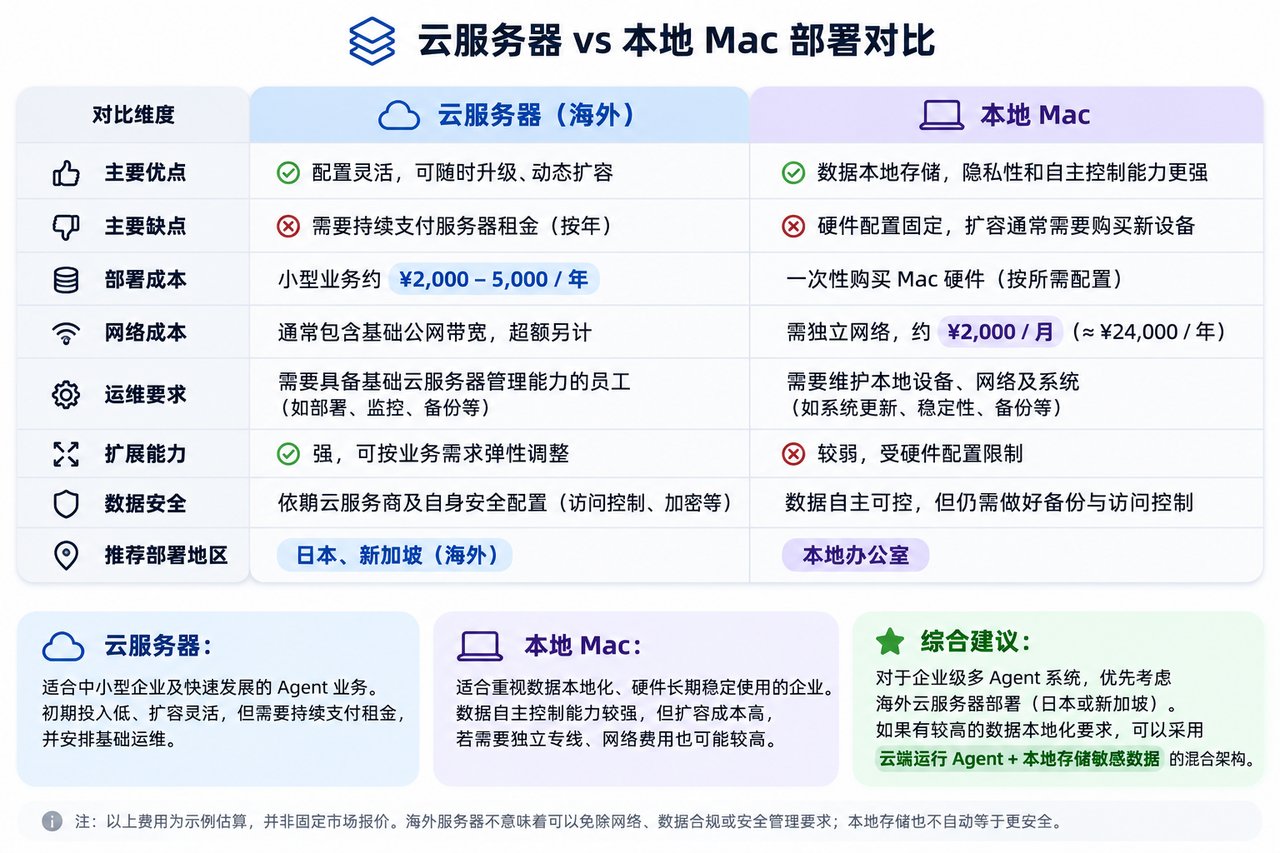 云服务器 vs 本地 Mac 部署对比
对比维度
云服务器（海外）
本地 Mac
主要优点
配置灵活，可随时升级、动态扩容
数据本地存储，隐私性和自主控制能力更强
主要缺点
需要持续支付服务器租金（按年）
硬件配置固定，扩容通常需要购买新设备
部署成本
小型业务约 ¥2,000 – 5,000 / 年
一次性购买 Mac 硬件（按所需配置）
网络成本
通常包含基础公网带宽，超额另计
需独立网络，约 ¥2,000 / 月（≈ ¥24,000 / 年）
运维要求
需要具备基础云服务器管理能力的员工
（如部署、监控、备份等）
需要维护本地设备、网络及系统
（如系统更新、稳定性、备份等）
扩展能力
强，可按业务需求弹性调整
较弱，受硬件配置限制
数据安全
依期云服务商及自身安全配置（访问控制、加密等）
数据自主可控，但仍需做好备份与访问控制
推荐部署地区
日本、新加坡（海外）
本地办公室
云服务器：
适合中小型企业及快速发展的 Agent 业务。
初期投入低、扩容灵活，但需要持续支付租金，
并安排基础运维。
本地 Mac：
适合重视数据本地化、硬件长期稳定使用的企业。
数据自主控制能力较强，但扩容成本高，
若需要独立专线、网络费用也可能较高。
综合建议：
对于企业级多 Agent 系统，优先考虑
海外云服务器部署（日本或新加坡）。
如果有较高的数据本地化要求，可以采用
云端运行 Agent + 本地存储敏感数据 的混合架构。
注：以上费用为示例估算，并非固定市场报价。海外服务器不意味着可以免除网络、数据合规或安全管理要求；本地存储也不自动等于更安全。